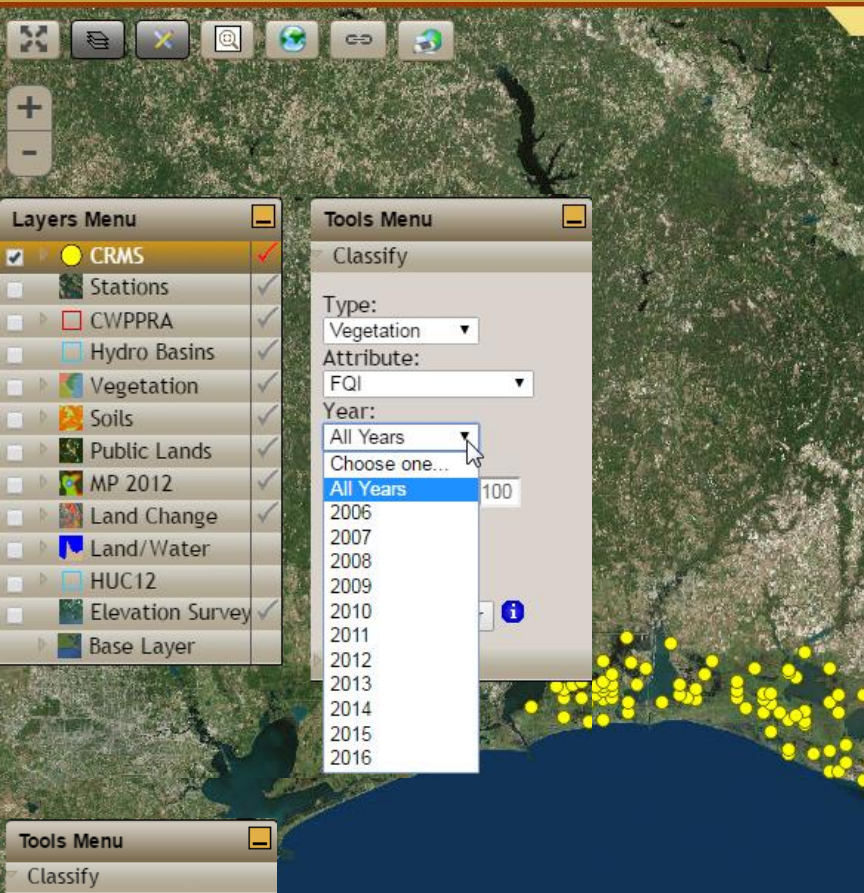 +
-
Layers Menu
CRMS
Stations
CWPPRA
Hydro Basins
Vegetation
Soils
Public Lands
MP 2012
Land Change
Land/Water
HUC12
Elevation Survey
Base Layer
Tools Menu
Classify
Type:
Vegetation
Attribute:
FQI
Year:
All Years
Choose one...
All Years
100
2006
2007
2008
2009
2010
i
2011
2012
2013
2014
2015
2016
Tools Menu
Classify